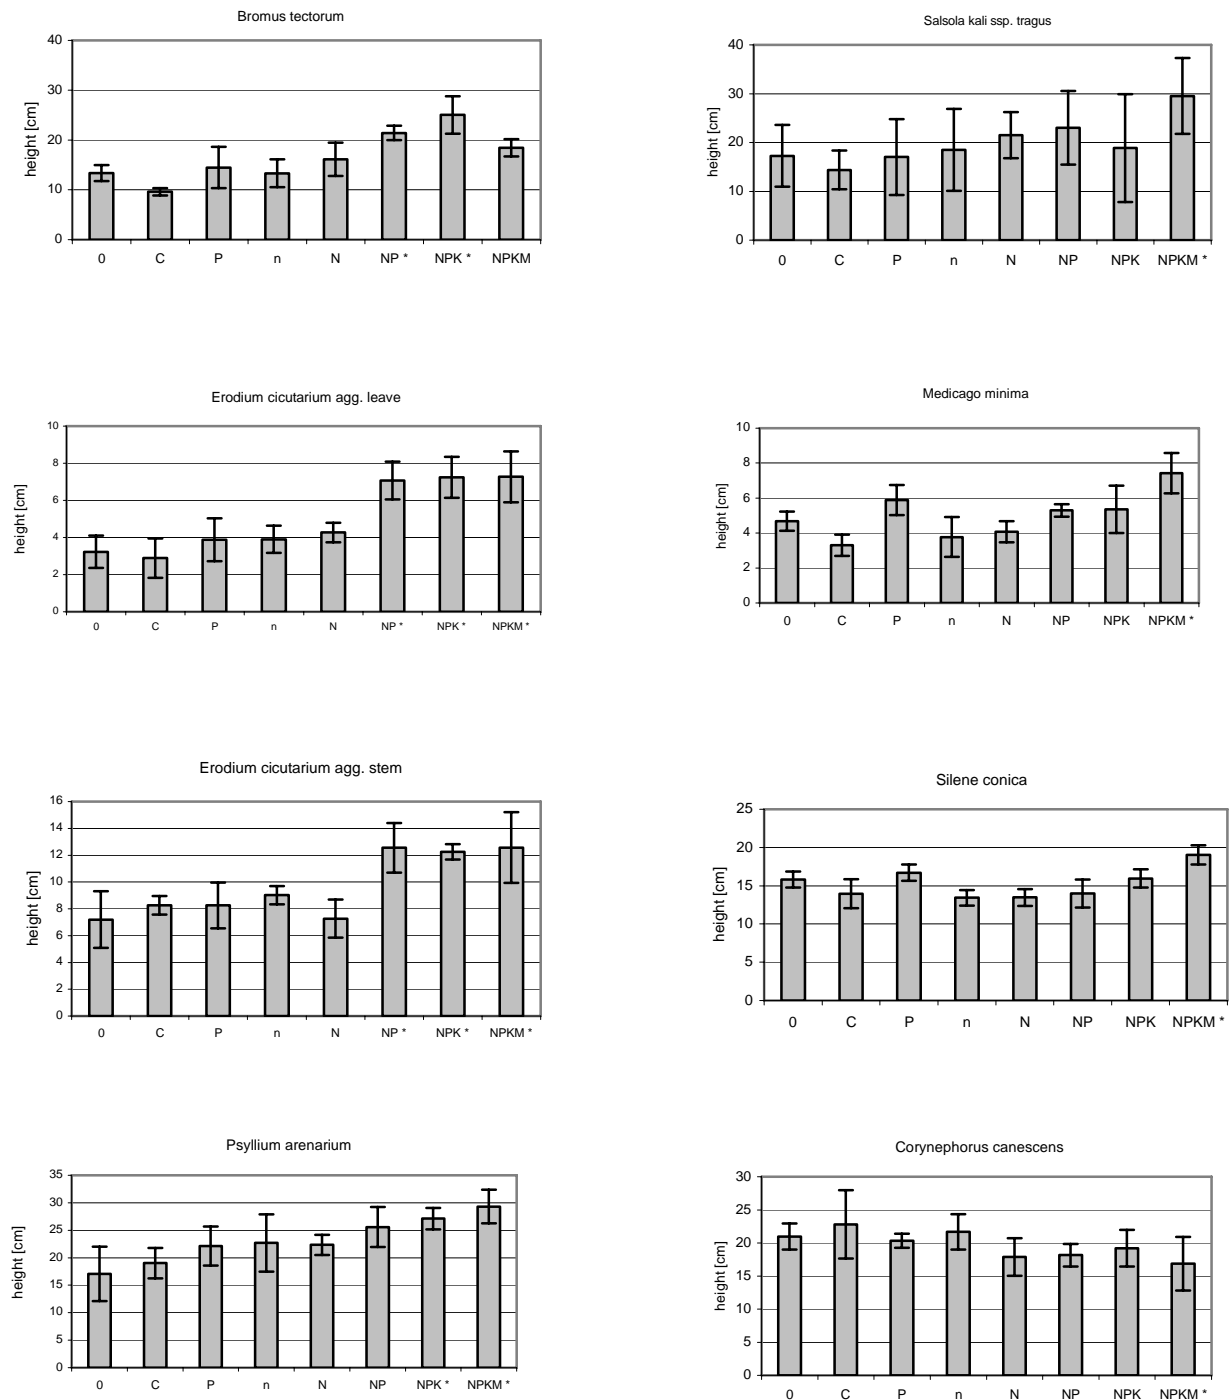 Bromus tectorum
40
30
20
10
0
height [cm]
0 C P n N NP * NPK * NPKM
Salsola kali ssp. tragus
40
30
20
10
0
height [cm]
0 C P n N NP NPK NPKM *
Erodium cicutarium agg. leave
10
8
6
4
2
0
height [cm]
0 C P n N NP * NPK * NPKM *
Medicago minima
10
8
6
4
2
0
height [cm]
0 C P n N NP NPK NPKM *
Erodium cicutarium agg. stem
16
14
12
10
8
6
4
2
0
height [cm]
0 C P n N NP * NPK * NPKM *
Silene conica
25
20
15
10
5
0
height [cm]
0 C P n N NP NPK NPKM *
Psyllium arenarium
35
30
25
20
15
10
5
0
height [cm]
0 C P n N NP NPK * NPKM *
Corynephorus canescens
30
25
20
15
10
5
0
height [cm]
0 C P n N NP NPK NPKM *